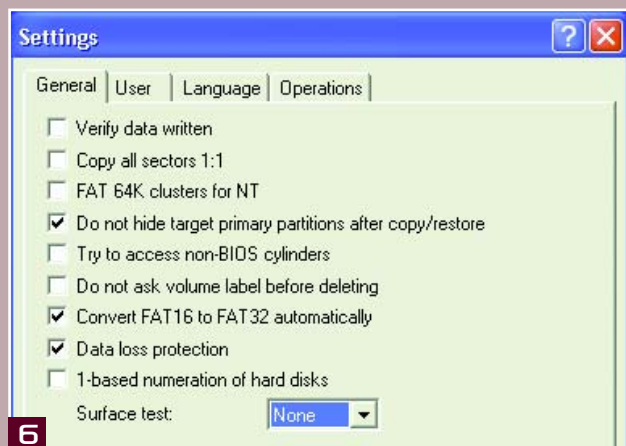 Settings
General User Language Operations
Verify data written
Copy all sectors 1:1
FAT 64K clusters for NT
Do not hide target primary partitions after copy/restore
Try to access non-BIOS cylinders
Do not ask volume label before deleting
Convert FAT16 to FAT32 automatically
Data loss protection
1-based numeration of hard disks
Surface test: None
6